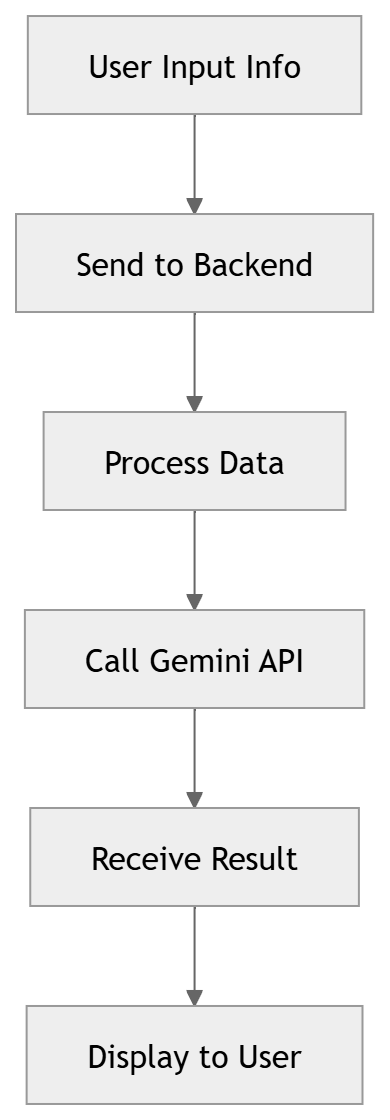 User Input Info
Send to Backend
Process Data
Call Gemini API
Receive Result
Display to User